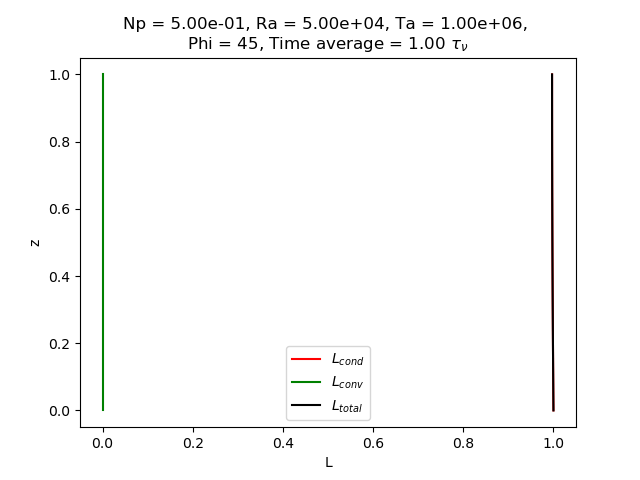 Np = 5.00e-01, Ra = 5.00e+04, Ta = 1.00e+06,
Phi = 45, Time average = 1.00 τᵥ
1.0
0.8
0.6
0.4
0.2
0.0
z
L_cond
L_conv
L_total
0.0 0.2 0.4 0.6 0.8 1.0
L